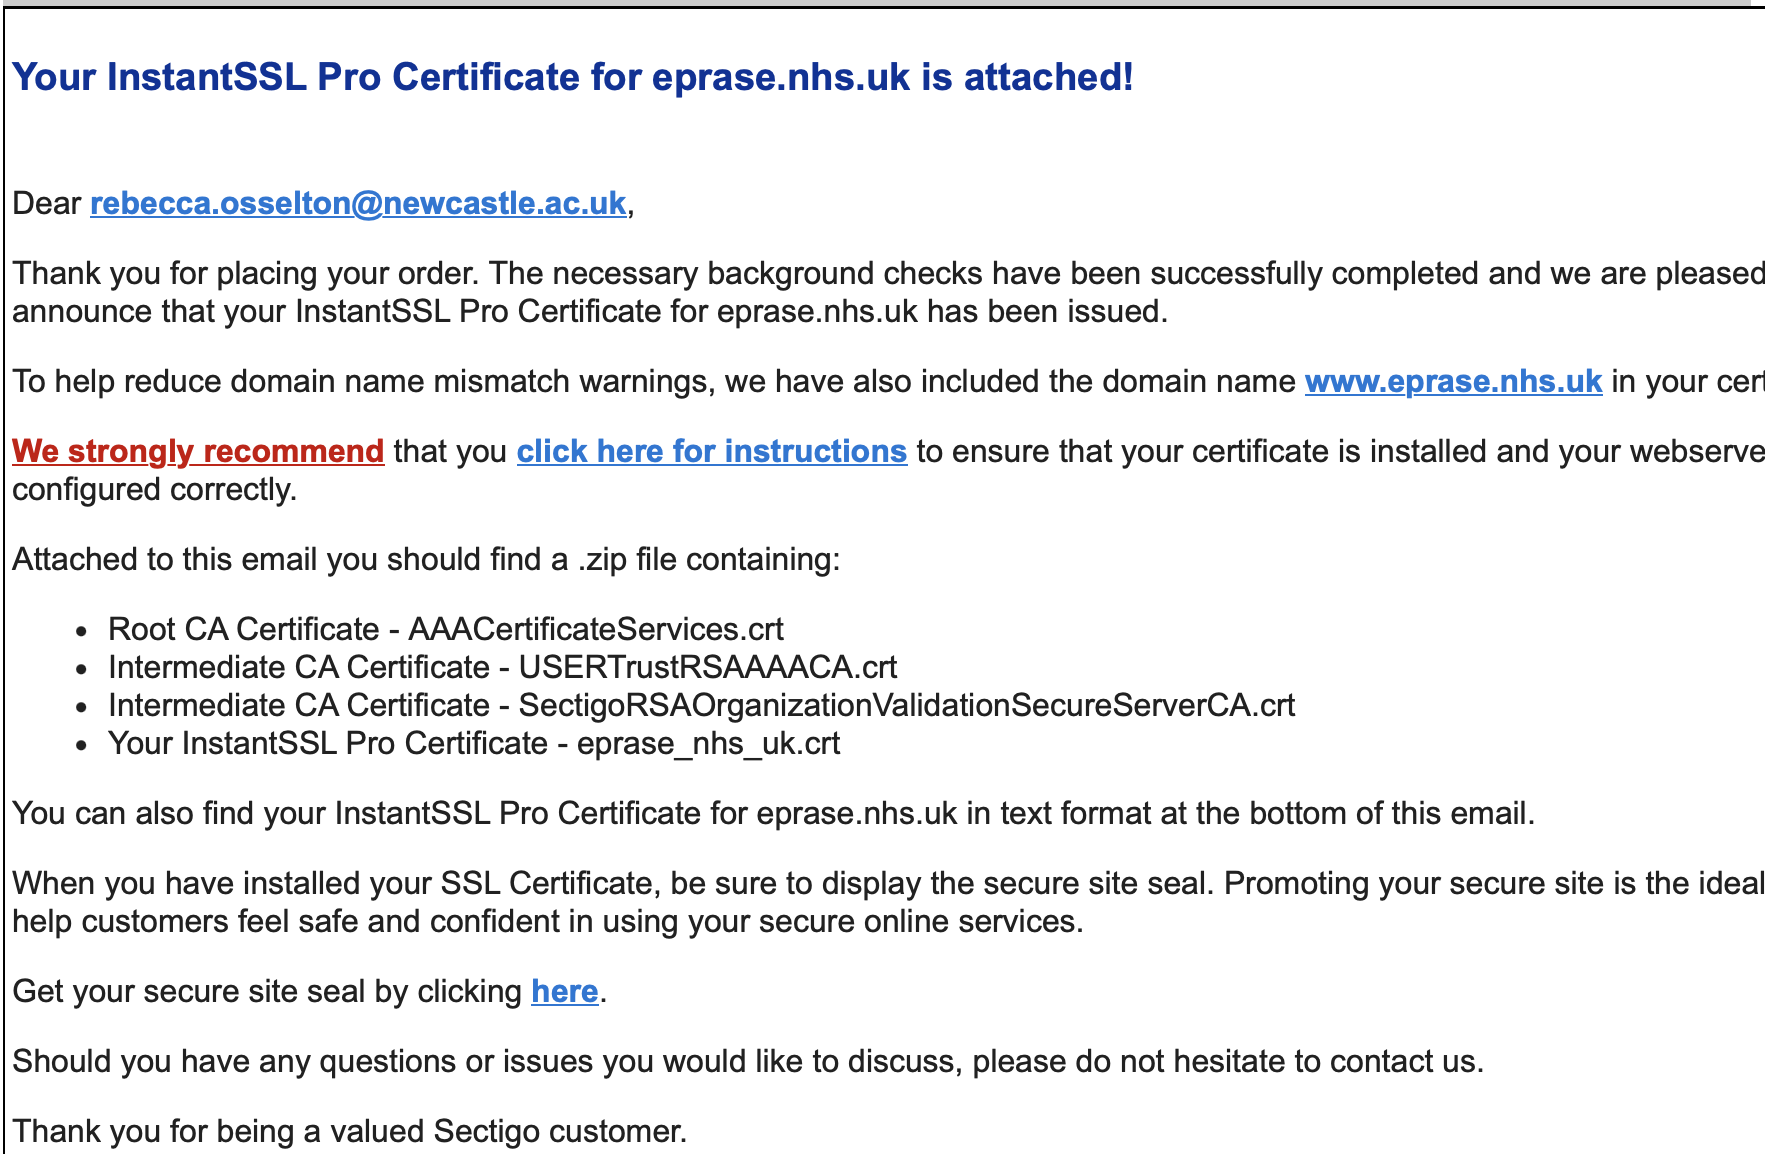 Your InstantSSL Pro Certificate for eprase.nhs.uk is attached!
Dear rebecca.osselton@newcastle.ac.uk,
Thank you for placing your order. The necessary background checks have been successfully completed and we are pleased
announce that your InstantSSL Pro Certificate for eprase.nhs.uk has been issued.
To help reduce domain name mismatch warnings, we have also included the domain name www.eprase.nhs.uk in your cert
We strongly recommend that you click here for instructions to ensure that your certificate is installed and your webserve
configured correctly.
Attached to this email you should find a .zip file containing:
• Root CA Certificate - AAACertificateServices.crt
• Intermediate CA Certificate - USERTrustRSAAAACA.crt
• Intermediate CA Certificate - SectigoRSAOrganizationValidationSecureServerCA.crt
• Your InstantSSL Pro Certificate - eprase_nhs_uk.crt
You can also find your InstantSSL Pro Certificate for eprase.nhs.uk in text format at the bottom of this email.
When you have installed your SSL Certificate, be sure to display the secure site seal. Promoting your secure site is the ideal
help customers feel safe and confident in using your secure online services.
Get your secure site seal by clicking here.
Should you have any questions or issues you would like to discuss, please do not hesitate to contact us.
Thank you for being a valued Sectigo customer.